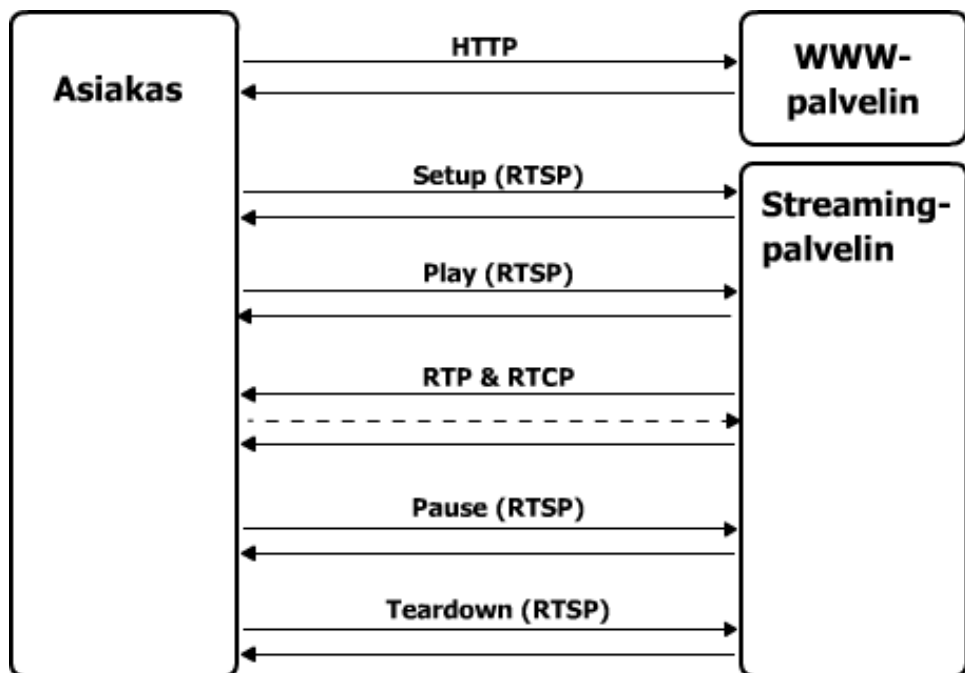 HTTP
WWW-
palvelin
Asiakas
Setup (RTSP)
Streaming-
palvelin
Play (RTSP)
RTP & RTCP
Pause (RTSP)
Teardown (RTSP)